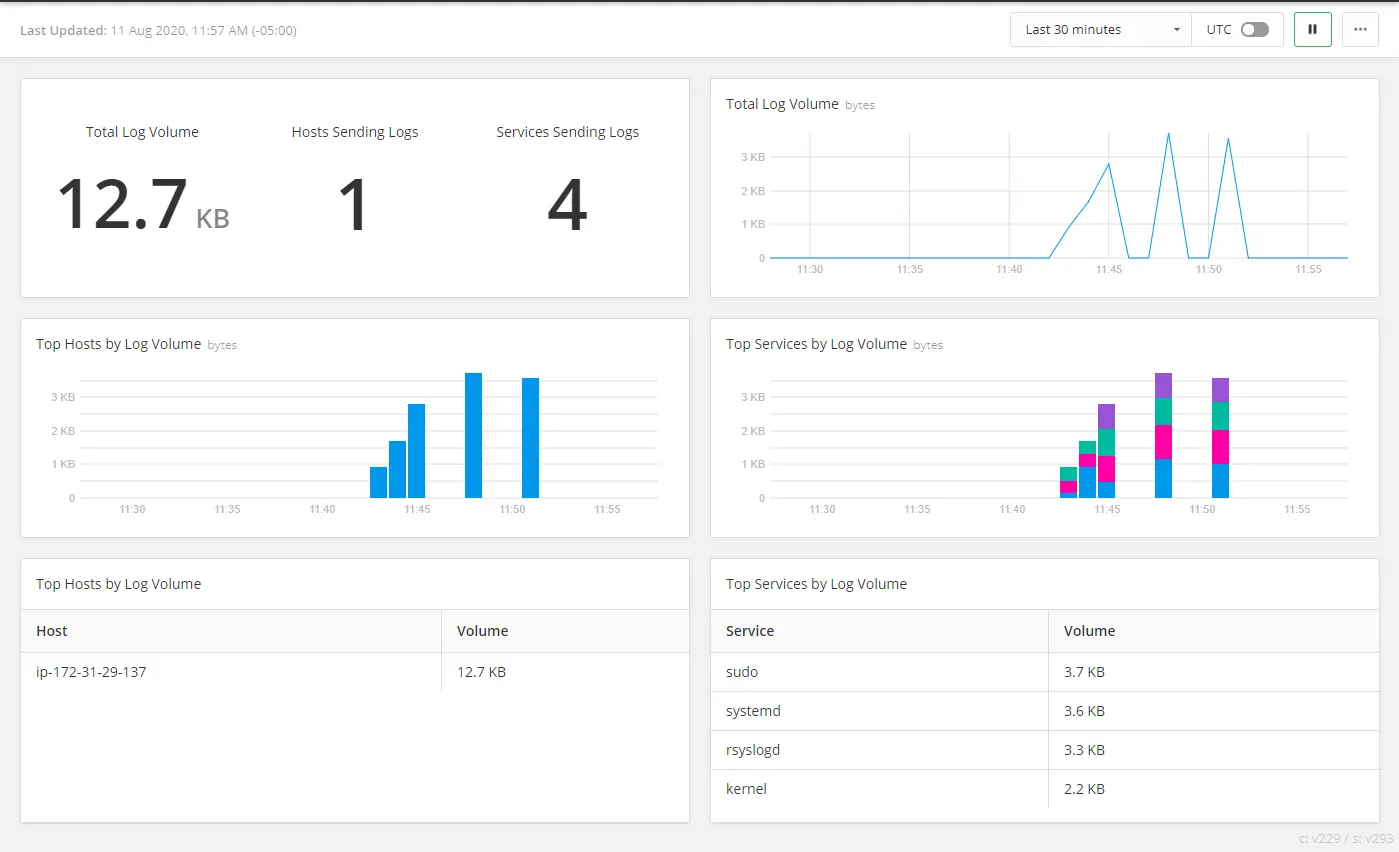 Last Updated: 11 Aug 2020, 11:57 AM (-05:00)
Last 30 minutes
UTC
Total Log Volume
12.7 KB
Hosts Sending Logs
1
Services Sending Logs
4
Total Log Volume bytes
3 KB
2 KB
1 KB
0
11:30 11:35 11:40 11:45 11:50 11:55
Top Hosts by Log Volume bytes
3 KB
2 KB
1 KB
0
11:30 11:35 11:40 11:45 11:50 11:55
Top Services by Log Volume bytes
3 KB
2 KB
1 KB
0
11:30 11:35 11:40 11:45 11:50 11:55
Top Hosts by Log Volume
Host Volume
ip-172-31-29-137 12.7 KB
Top Services by Log Volume
Service Volume
sudo 3.7 KB
systemd 3.6 KB
rsyslogd 3.3 KB
kernel 2.2 KB
c: v229 / s: v293